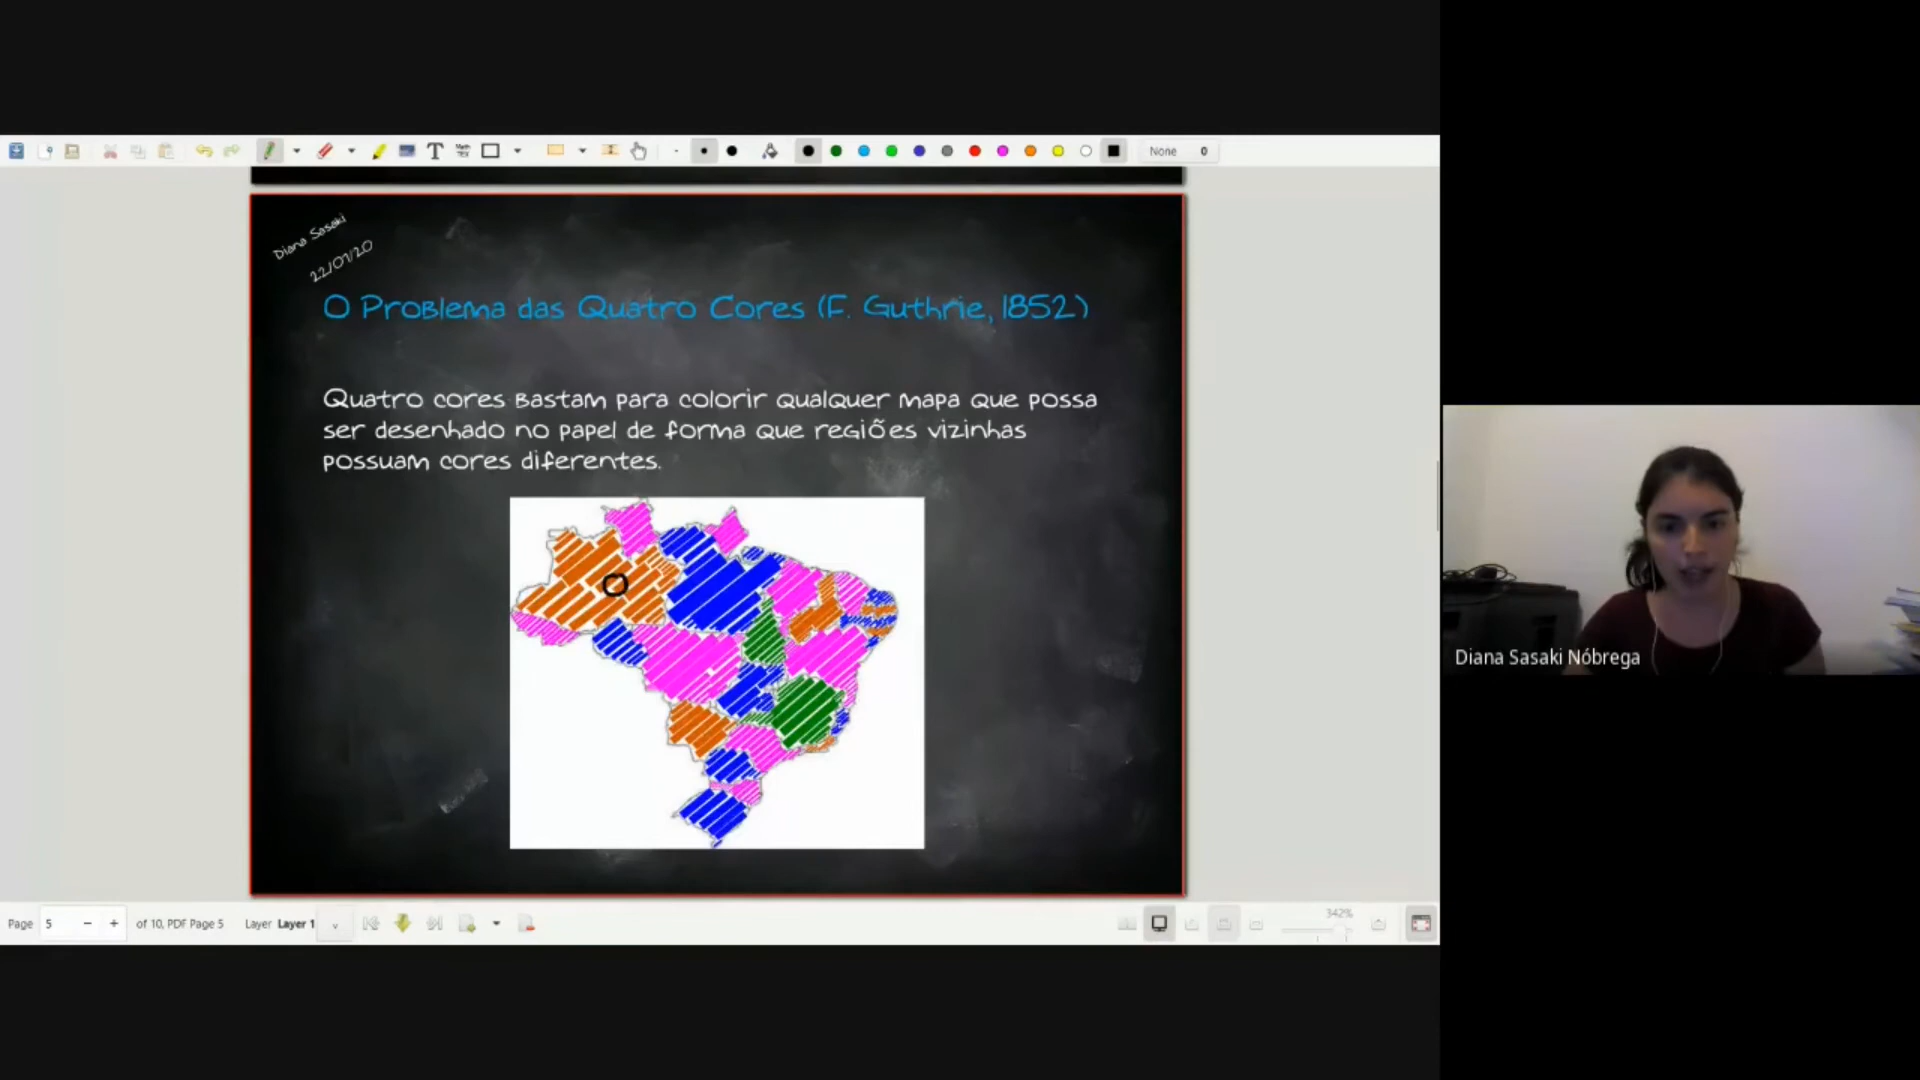 None 0
Diana Sasaki
22/07/20
O Problema das Quatro Cores (F. Guthrie, 1852)
Quatro cores bastam para colorir qualquer mapa que possa
ser desenhado no papel de forma que regiões vizinhas
possuam cores diferentes.
Diana Sasaki Nóbrega
Page 5 of 10, PDF Page 5 Layer Layer 1 342%